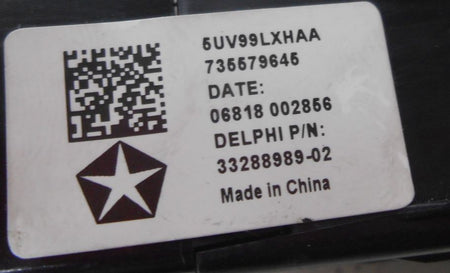 5UV99LXHAA
735579645
DATE:
06818 002856
DELPHI P/N:
33288989-02
Made in China